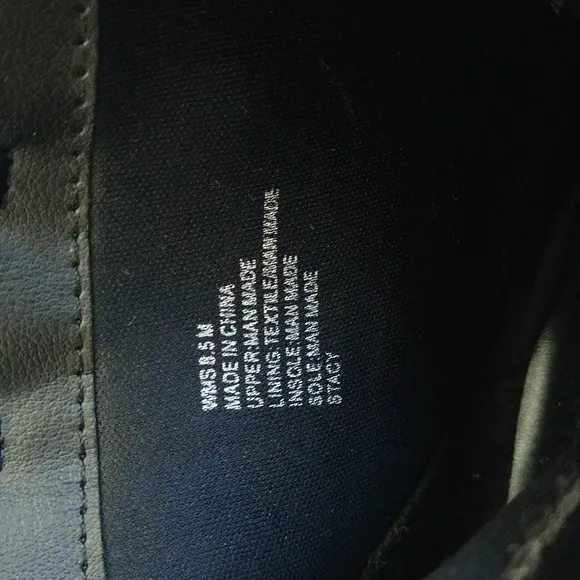 WMS 8.5 M
MADE IN CHINA
UPPER:MAN MADE
LINING:TEXTILE/MAN MADE
INSOLE:MAN MADE
SOLE:MAN MADE
STACY